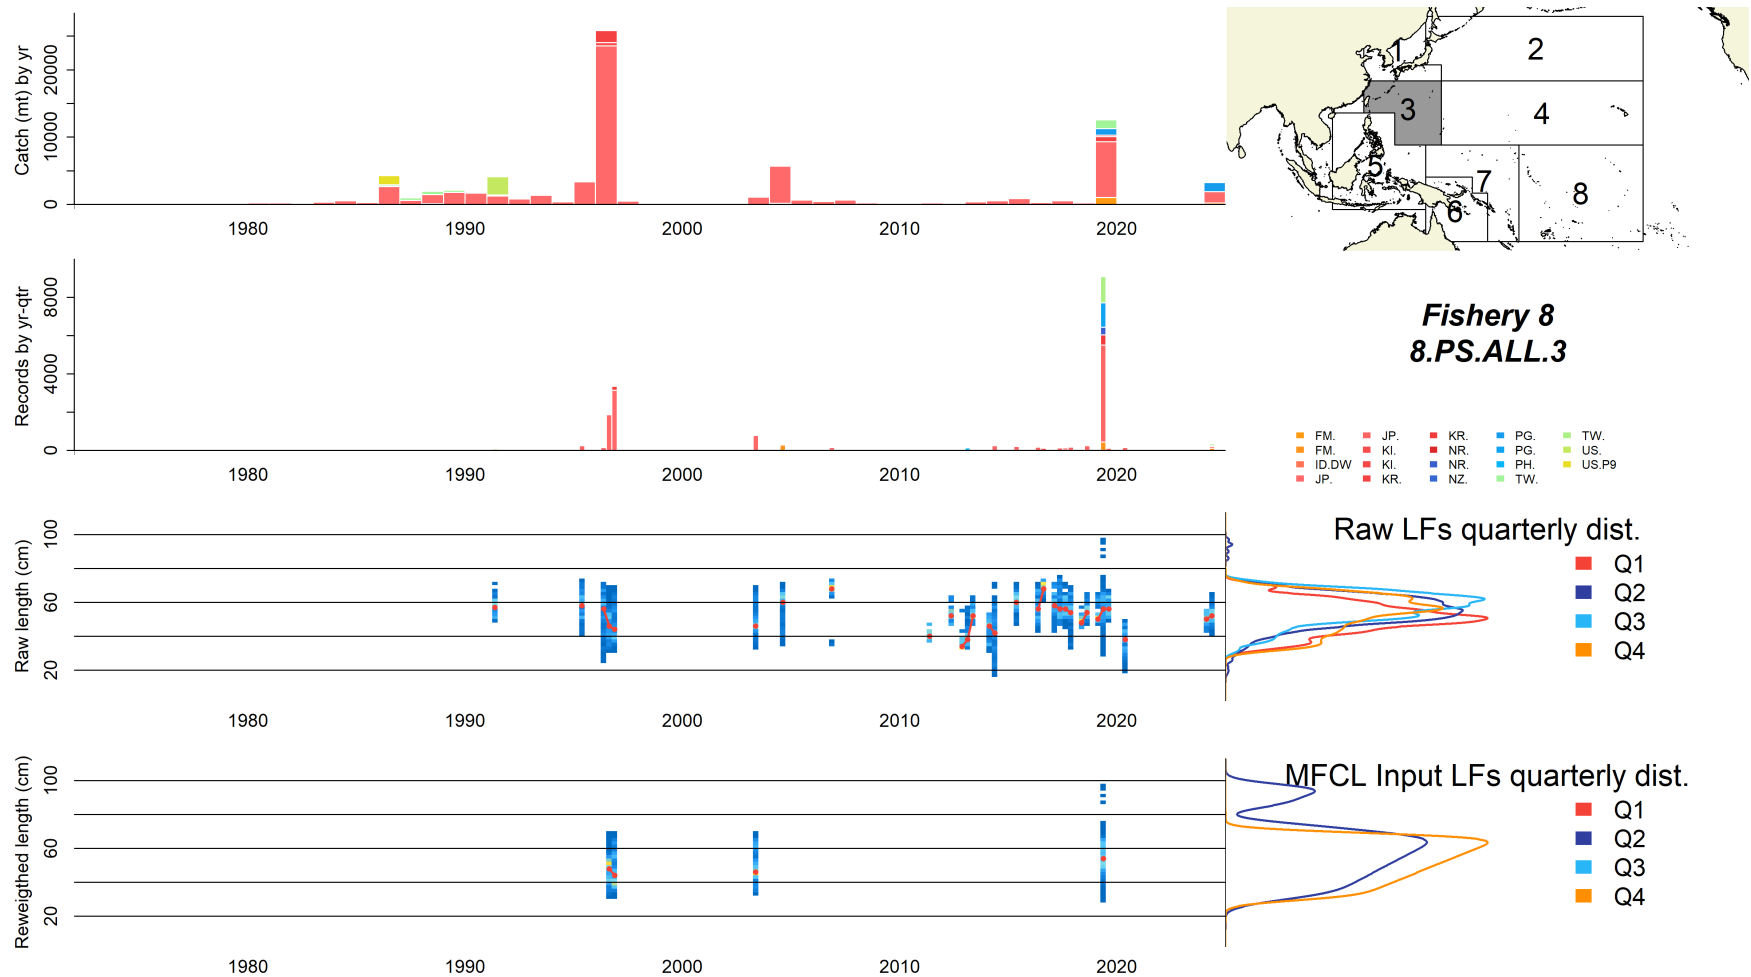 Catch (mt) by yr
0
10000
20000
1980
1990
2000
2010
2020
1
2
3
4
5
6
7
8
Records by yr-qtr
0
4000
8000
1980
1990
2000
2010
2020
Fishery 8
8.PS.ALL.3
FM. JP. KR. PG. TW.
FM. KI. NR. PG. US.
ID.DW KI. NR. PH. US.P9
JP. KR. NZ. TW.
Raw length (cm)
20
60
100
1980
1990
2000
2010
2020
Raw LFs quarterly dist.
Q1
Q2
Q3
Q4
Reweigthed length (cm)
20
60
100
1980
1990
2000
2010
2020
MFCL Input LFs quarterly dist.
Q1
Q2
Q3
Q4